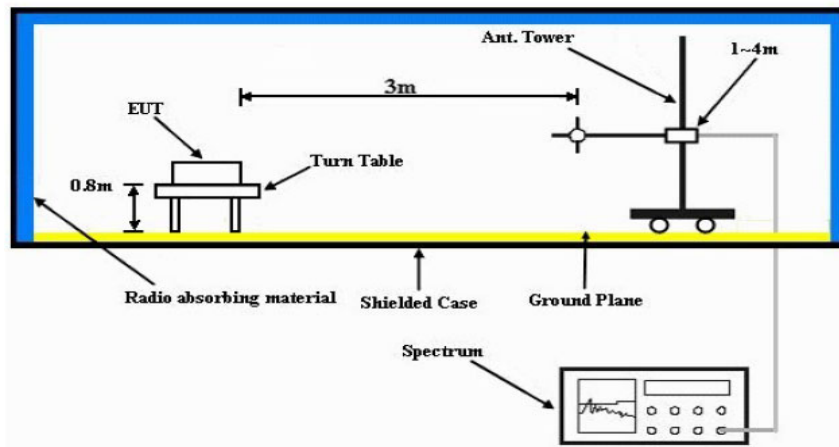 Ant. Tower
1~4m
3m
EUT
Turn Table
0.8m
Radio absorbing material
Shielded Case
Ground Plane
Spectrum